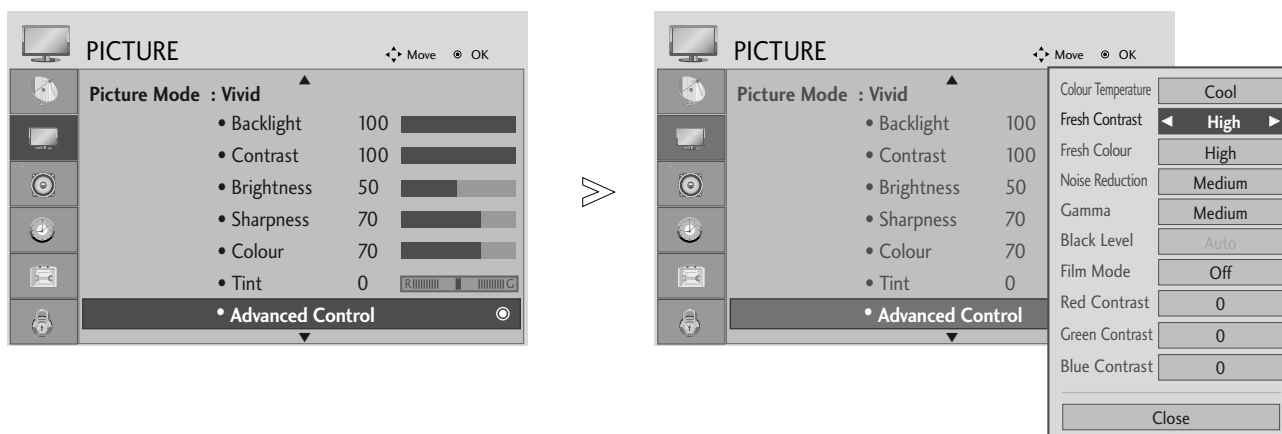 PICTURE
Move OK
Picture Mode : Vivid
• Backlight 100
• Contrast 100
• Brightness 50
• Sharpness 70
• Colour 70
• Tint 0 R G
• Advanced Control
PICTURE
Move OK
Picture Mode : Vivid
• Backlight 100
• Contrast 100
• Brightness 50
• Sharpness 70
• Colour 70
• Tint 0
• Advanced Control
Colour Temperature Cool
Fresh Contrast ◀ High ▶
Fresh Colour High
Noise Reduction Medium
Gamma Medium
Black Level Auto
Film Mode Off
Red Contrast 0
Green Contrast 0
Blue Contrast 0
Close